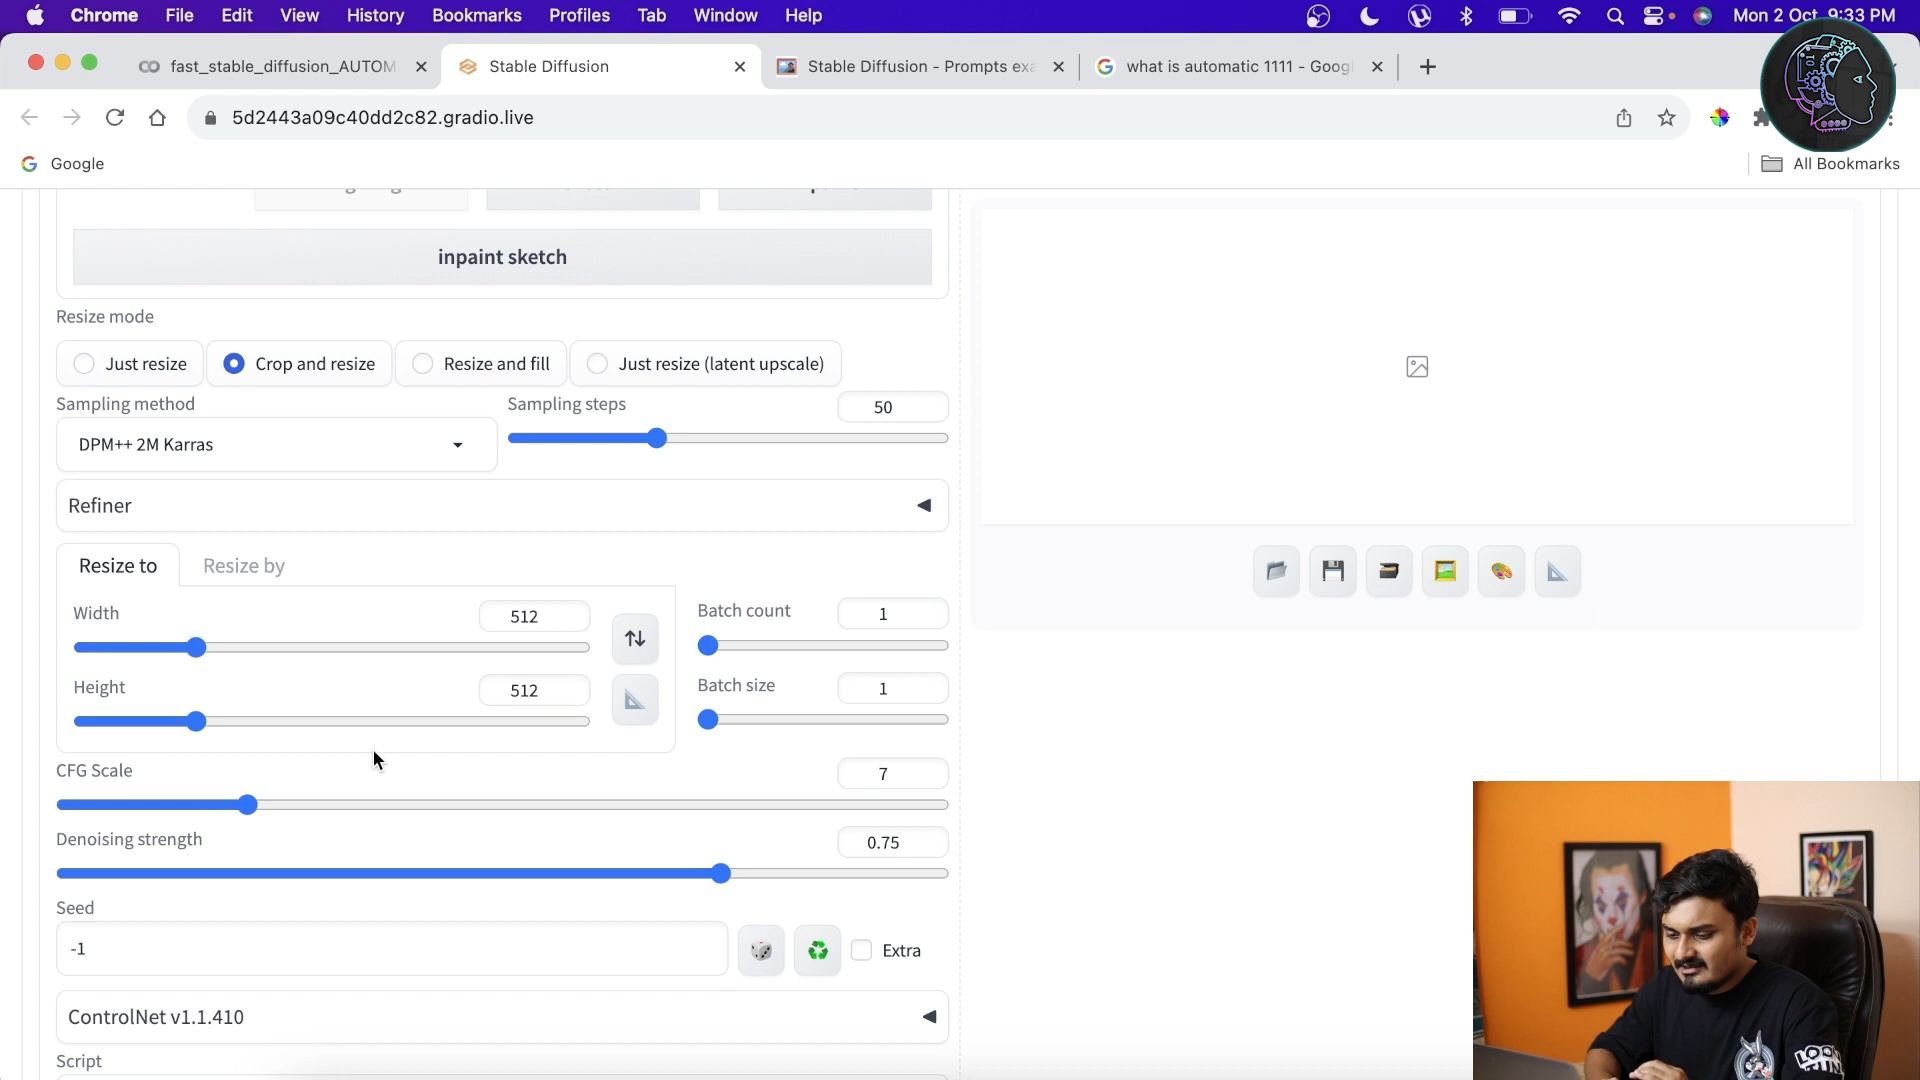 Chrome File Edit View History Bookmarks Profiles Tab Window Help Mon 2 Oct 9:33 PM
fast_stable_diffusion_AUTOM Stable Diffusion Stable Diffusion - Prompts exa what is automatic 1111 - Googl
5d2443a09c40dd2c82.gradio.live
Google All Bookmarks
inpaint sketch
Resize mode
Just resize Crop and resize Resize and fill Just resize (latent upscale)
Sampling method Sampling steps 50
DPM++ 2M Karras
Refiner
Resize to Resize by
Width 512 Batch count 1
Height 512 Batch size 1
CFG Scale 7
Denoising strength 0.75
Seed
-1 Extra
ControlNet v1.1.410
Script